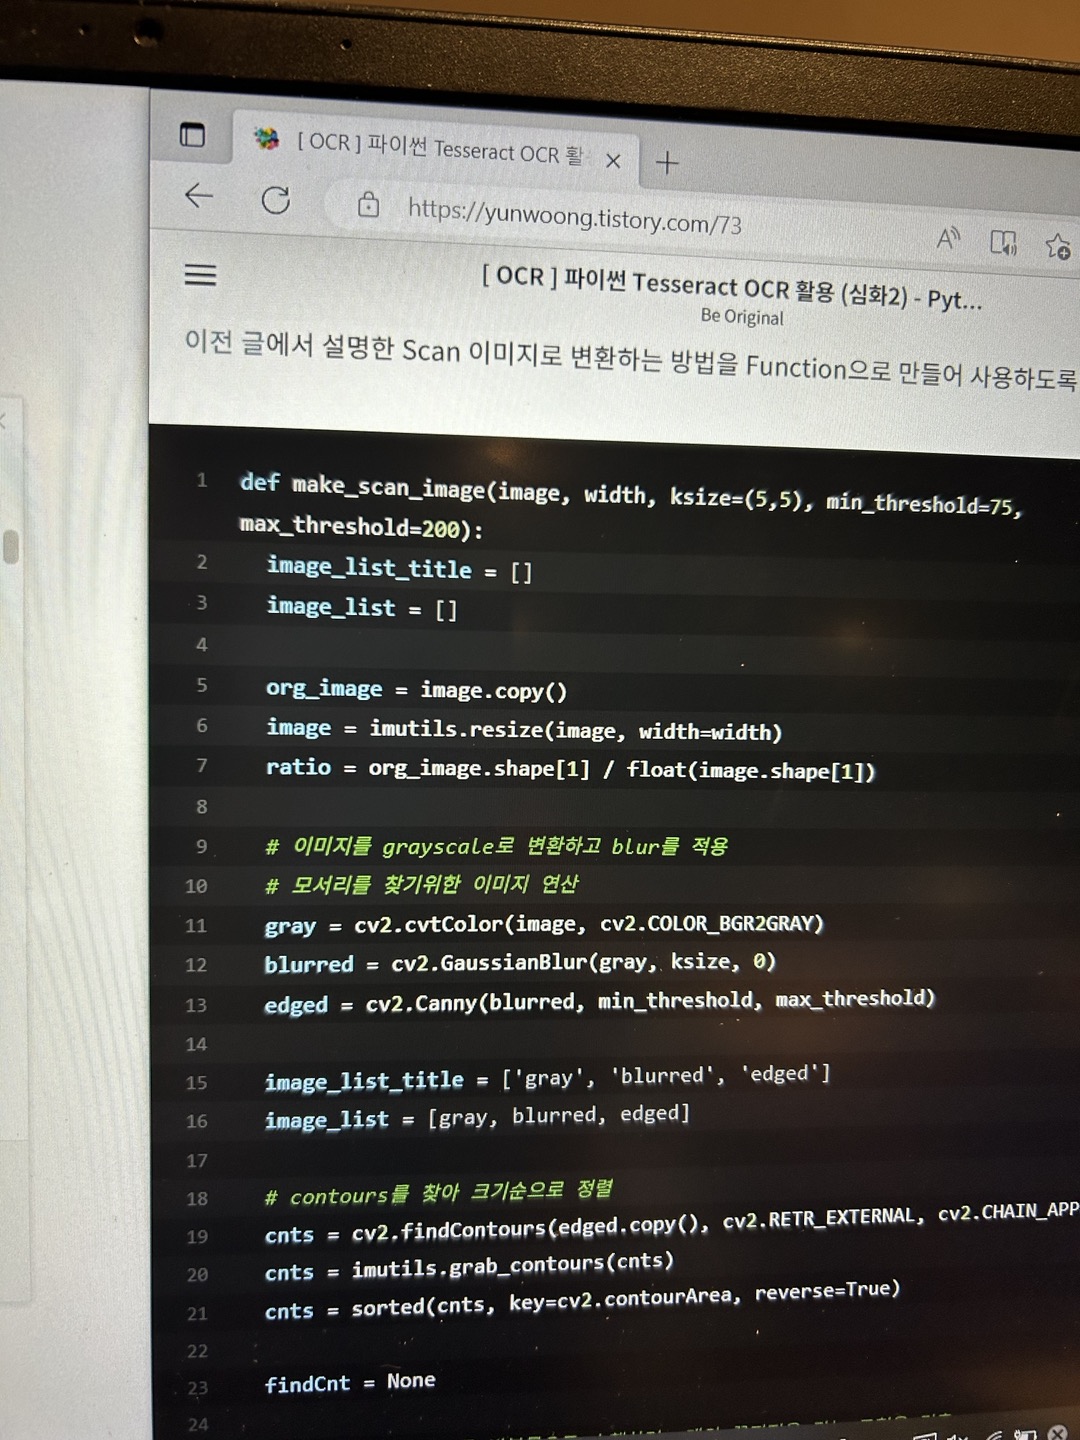 [ OCR ] 파이썬 Tesseract OCR 활
https://yunwoong.tistory.com/73
[ OCR ] 파이썬 Tesseract OCR 활용 (심화2) - Pyt...
Be Original
이전 글에서 설명한 Scan 이미지로 변환하는 방법을 Function으로 만들어 사용하도록
1 def make_scan_image(image, width, ksize=(5,5), min_threshold=75,
max_threshold=200):
2 image_list_title = []
3 image_list = []
4
5 org_image = image.copy()
6 image = imutils.resize(image, width=width)
7 ratio = org_image.shape[1] / float(image.shape[1])
8
9 # 이미지를 grayscale로 변환하고 blur를 적용
10 # 모서리를 찾기위한 이미지 연산
11 gray = cv2.cvtColor(image, cv2.COLOR_BGR2GRAY)
12 blurred = cv2.GaussianBlur(gray, ksize, 0)
13 edged = cv2.Canny(blurred, min_threshold, max_threshold)
14
15 image_list_title = ['gray', 'blurred', 'edged']
16 image_list = [gray, blurred, edged]
17
18 # contours를 찾아 크기순으로 정렬
19 cnts = cv2.findContours(edged.copy(), cv2.RETR_EXTERNAL, cv2.CHAIN_APP
20 cnts = imutils.grab_contours(cnts)
21 cnts = sorted(cnts, key=cv2.contourArea, reverse=True)
22
23 findCnt = None
24